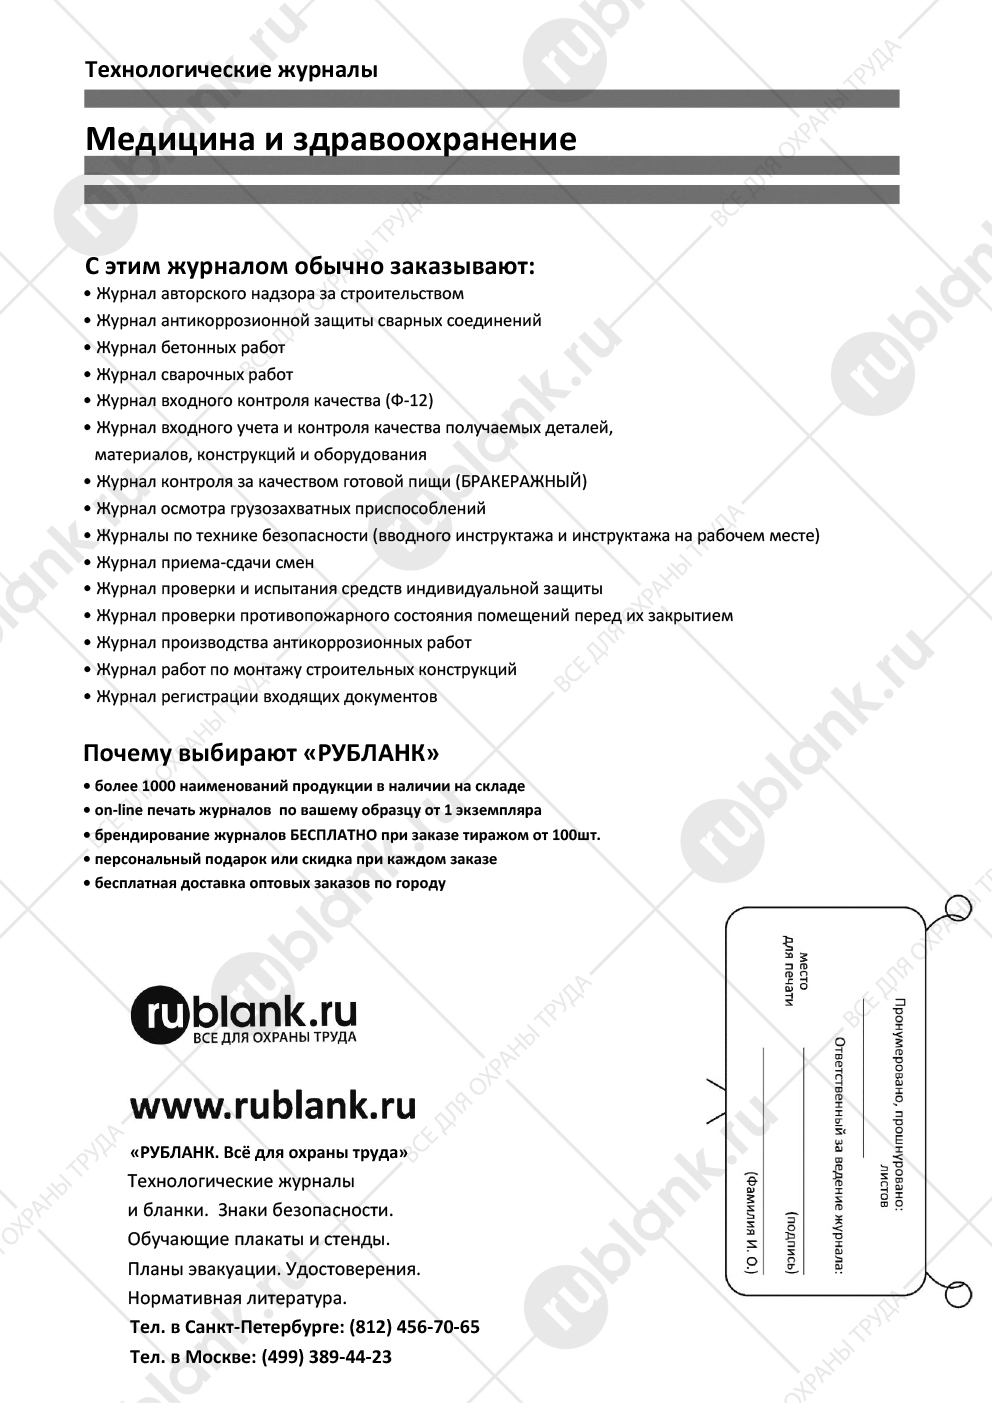 Технологические журналы
Медицина и здравоохранение
С этим журналом обычно заказывают:
• Журнал авторского надзора за строительством
• Журнал антикоррозионной защиты сварных соединений
• Журнал бетонных работ
• Журнал сварочных работ
• Журнал входного контроля качества (Ф-12)
• Журнал входного учета и контроля качества получаемых деталей,
материалов, конструкций и оборудования
• Журнал контроля за качеством готовой пищи (БРАКЕРАЖНЫЙ)
• Журнал осмотра грузозахватных приспособлений
• Журналы по технике безопасности (вводного инструктажа и инструктажа на рабочем месте)
• Журнал приема-сдачи смен
• Журнал проверки и испытания средств индивидуальной защиты
• Журнал проверки противопожарного состояния помещений перед их закрытием
• Журнал производства антикоррозионных работ
• Журнал работ по монтажу строительных конструкций
• Журнал регистрации входящих документов
Почему выбирают «РУБЛАНК»
• более 1000 наименований продукции в наличии на складе
• on-line печать журналов по вашему образцу от 1 экземпляра
• брендирование журналов БЕСПЛАТНО при заказе тиражом от 100шт.
• персональный подарок или скидка при каждом заказе
• бесплатная доставка оптовых заказов по городу
rublank.ru
ВСЕ ДЛЯ ОХРАНЫ ТРУДА
www.rublank.ru
«РУБЛАНК. Всё для охраны труда»
Технологические журналы
и бланки. Знаки безопасности.
Обучающие плакаты и стенды.
Планы эвакуации. Удостоверения.
Нормативная литература.
Тел. в Санкт-Петербурге: (812) 456-70-65
Тел. в Москве: (499) 389-44-23
Пронумеровано, прошнуровано:
листов
Ответственный за ведение журнала:
место
для печати
(подпись)
(Фамилия И. О.)